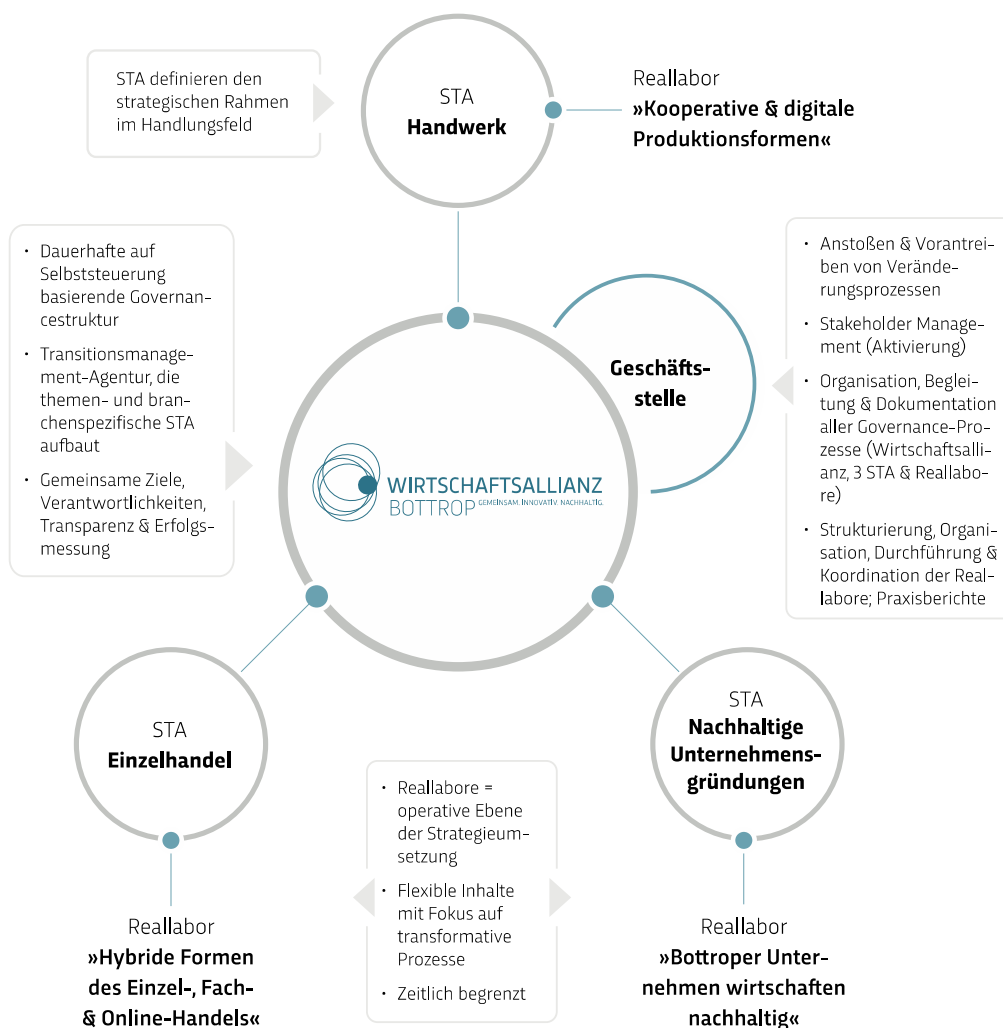 STA definieren den
strategischen Rahmen
im Handlungsfeld
STA
Handwerk
Reallabor
»Kooperative & digitale
Produktionsformen«
• Dauerhafte auf
Selbststeuerung
basierende Governan-
cestruktur
• Transitionsmanage-
ment-Agentur, die
themen- und bran-
chenspezifische STA
aufbaut
• Gemeinsame Ziele,
Verantwortlichkeiten,
Transparenz & Erfolgs-
messung
Geschäfts-
stelle
• Anstoßen & Vorantrei-
ben von Verände-
rungsprozessen
• Stakeholder Manage-
ment (Aktivierung)
• Organisation, Beglei-
tung & Dokumentation
aller Governance-Pro-
zesse (Wirtschaftsalli-
anz, 3 STA & Reallabo-
re)
• Strukturierung, Organi-
sation, Durchführung &
Koordination der Real-
labore; Praxisberichte
WIRTSCHAFTSALLIANZ
BOTTROP GEMEINSAM. INNOVATIV. NACHHALTIG.
STA
Einzelhandel
STA
Nachhaltige
Unternehmens-
gründungen
• Reallabore =
operative Ebene
der Strategieum-
setzung
• Flexible Inhalte
mit Fokus auf
transformative
Prozesse
• Zeitlich begrenzt
Reallabor
»Hybride Formen
des Einzel-, Fach-
& Online-Handels«
Reallabor
»Bottroper Unter-
nehmen wirtschaften
nachhaltig«